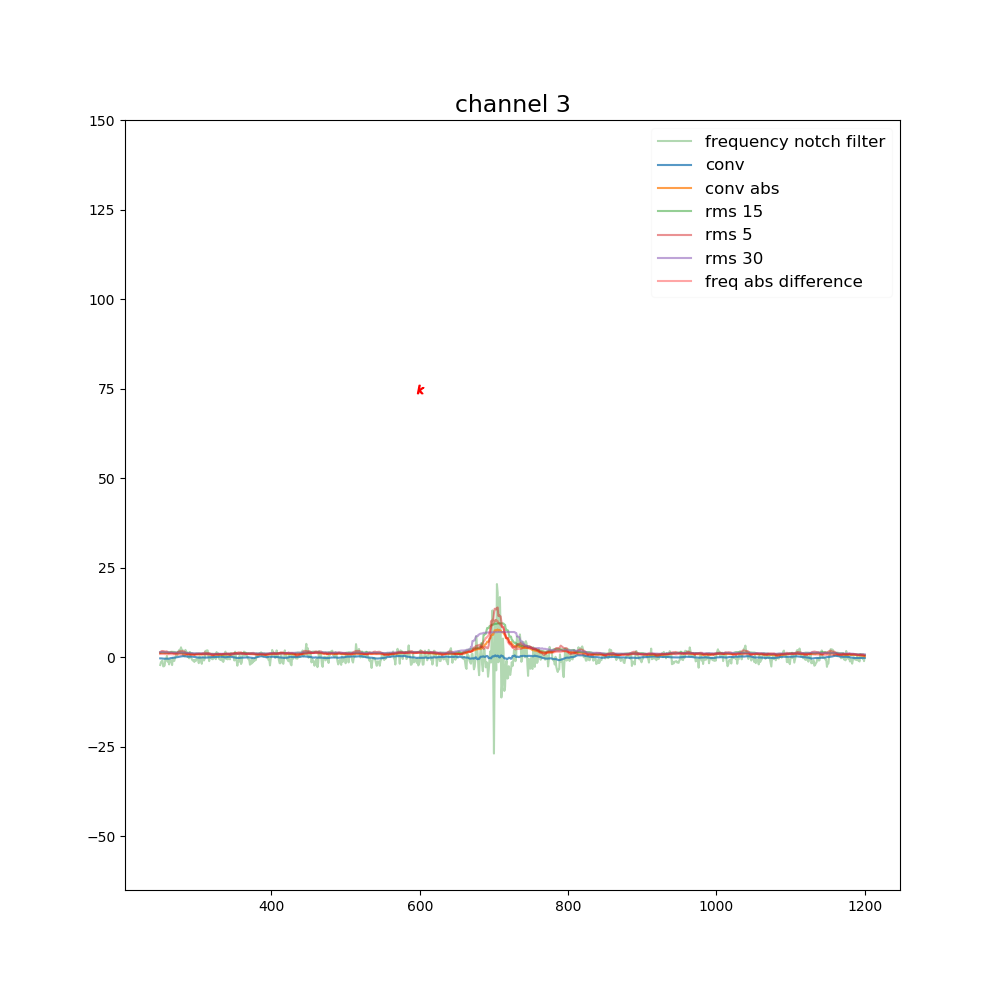 channel 3
150
125
100
75
50
25
0
−25
−50
frequency notch filter
conv
conv abs
rms 15
rms 5
rms 30
freq abs difference
k
400 600 800 1000 1200